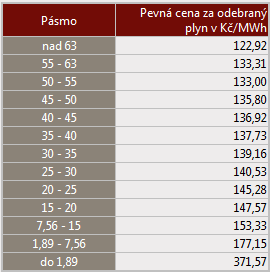 Pásmo Pevná cena za odebraný
plyn v Kč/MWh
nad 63 122,92
55 - 63 133,31
50 - 55 133,00
45 - 50 135,80
40 - 45 136,92
35 - 40 137,73
30 - 35 139,16
25 - 30 140,53
20 - 25 145,28
15 - 20 147,57
7,56 - 15 153,33
1,89 - 7,56 177,15
do 1,89 371,57